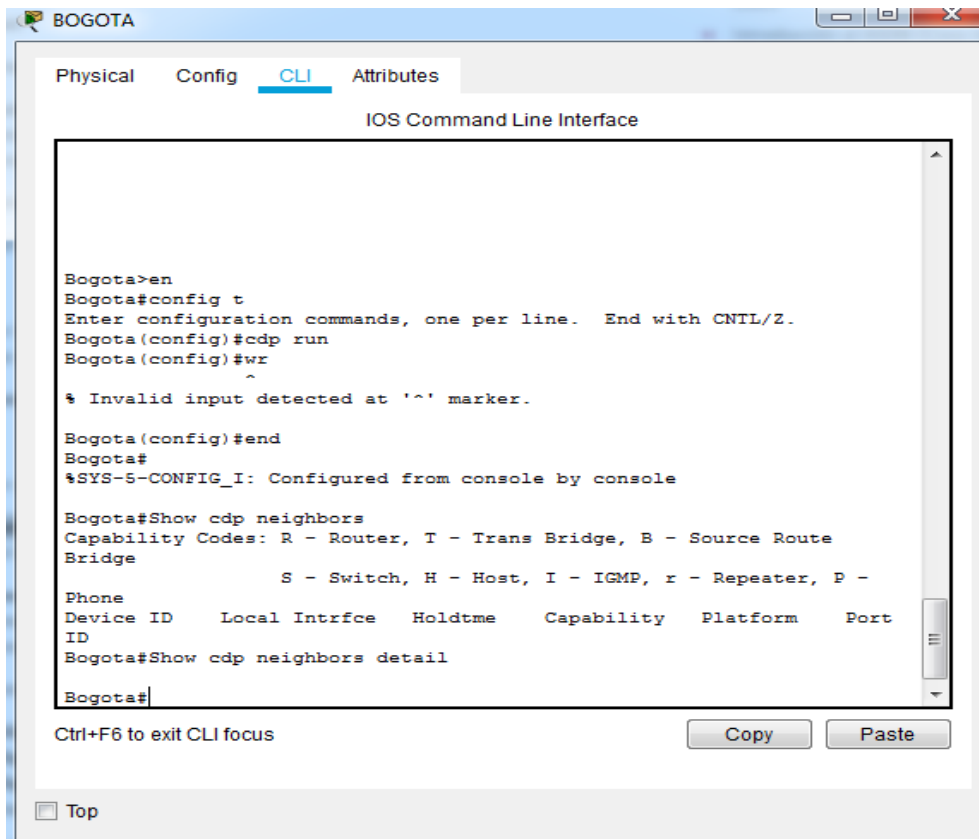 BOGOTA
Physical Config CLI Attributes
IOS Command Line Interface
Bogota>en
Bogota#config t
Enter configuration commands, one per line.  End with CNTL/Z.
Bogota(config)#cdp run
Bogota(config)#wr
^
% Invalid input detected at '^' marker.
Bogota(config)#end
Bogota#
%SYS-5-CONFIG_I: Configured from console by console
Bogota#Show cdp neighbors
Capability Codes: R - Router, T - Trans Bridge, B - Source Route
Bridge
S - Switch, H - Host, I - IGMP, r - Repeater, P -
Phone
Device ID    Local Intrfce   Holdtme    Capability   Platform    Port
ID
Bogota#Show cdp neighbors detail
Bogota#
Ctrl+F6 to exit CLI focus
Copy Paste
Top